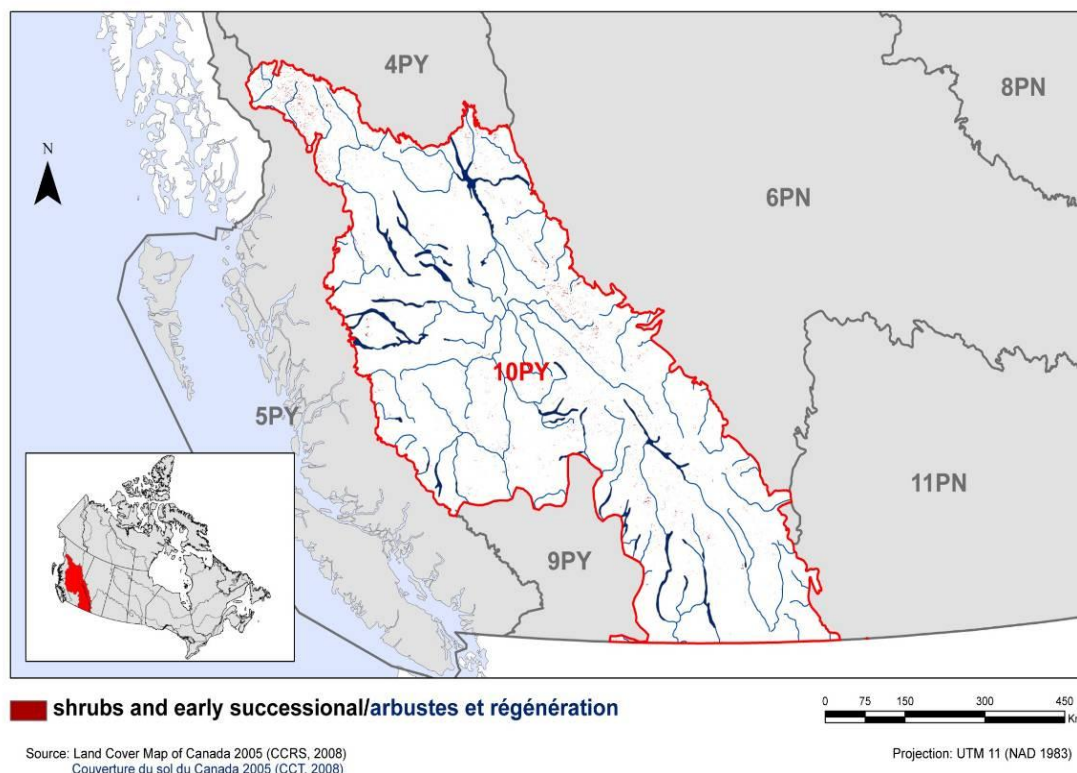 4PY
8PN
N
6PN
10PY
5PY
11PN
9PY
shrubs and early successional/arbustes et régénération
0 75 150 300 450
Km
Source: Land Cover Map of Canada 2005 (CCRS, 2008)
Projection: UTM 11 (NAD 1983)
Couverture du sol du Canada 2005 (CCT, 2008)